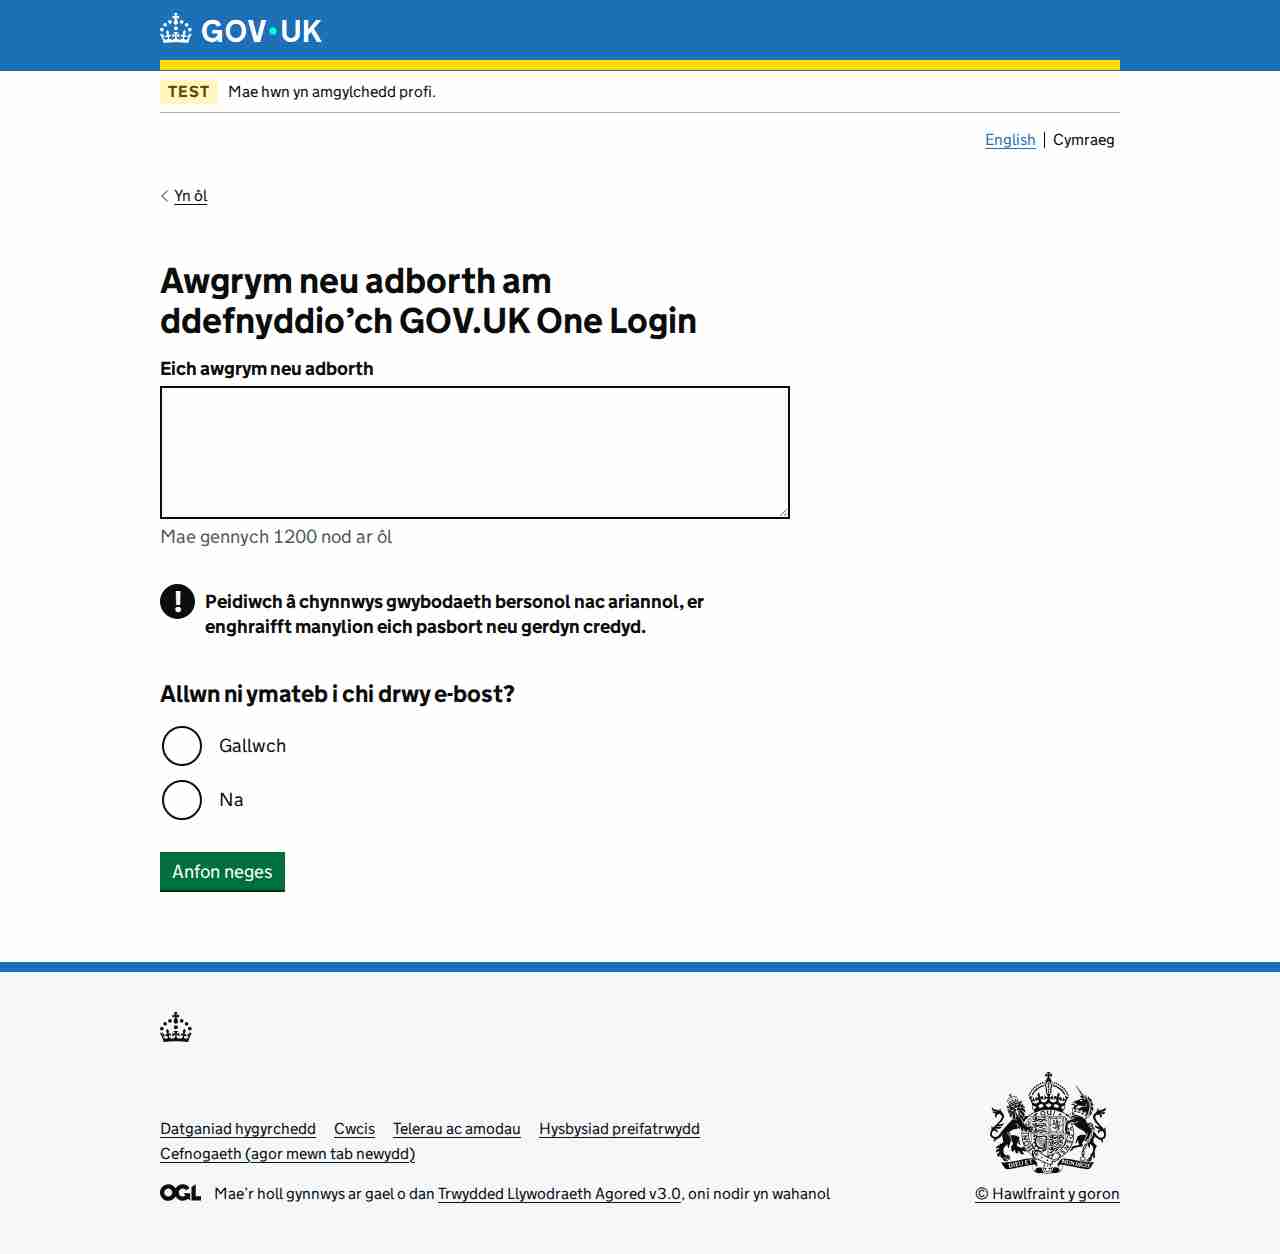 GOV·UK
TEST Mae hwn yn amgylchedd profi.
English Cymraeg
Yn ôl
Awgrym neu adborth am
ddefnyddio’ch GOV.UK One Login
Eich awgrym neu adborth
Mae gennych 1200 nod ar ôl
! Peidiwch â chynnwys gwybodaeth bersonol nac ariannol, er
enghraifft manylion eich pasbort neu gerdyn credyd.
Allwn ni ymateb i chi drwy e-bost?
Gallwch
Na
Anfon neges
Datganiad hygyrchedd Cwcis Telerau ac amodau Hysbysiad preifatrwydd
Cefnogaeth (agor mewn tab newydd)
OGL Mae’r holl gynnwys ar gael o dan Trwydded Llywodraeth Agored v3.0, oni nodir yn wahanol
© Hawlfraint y goron